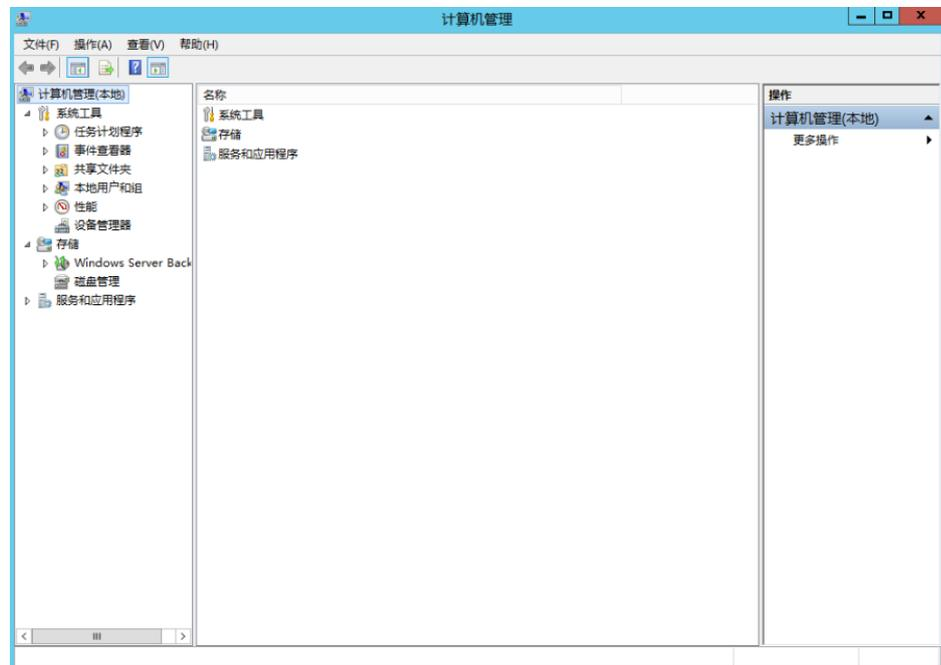 计算机管理
文件(F) 操作(A) 查看(V) 帮助(H)
计算机管理(本地)
系统工具
任务计划程序
事件查看器
共享文件夹
本地用户和组
性能
设备管理器
存储
Windows Server Back
磁盘管理
服务和应用程序
名称
系统工具
存储
服务和应用程序
操作
计算机管理(本地)
更多操作